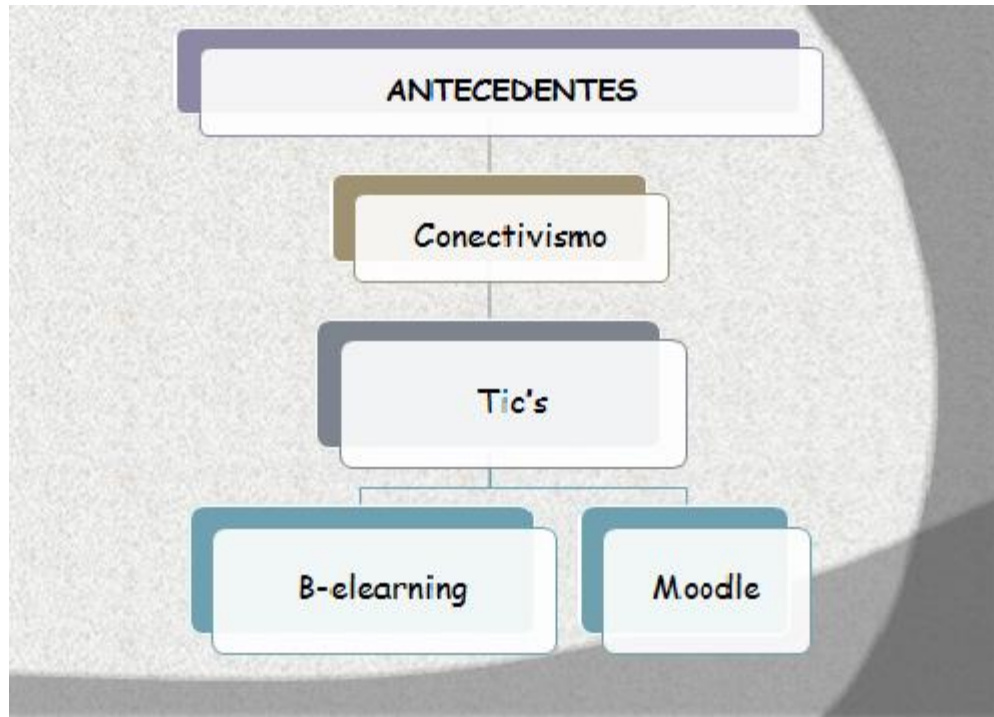 ANTECEDENTES
Conectivismo
Tic's
B-elearning
Moodle